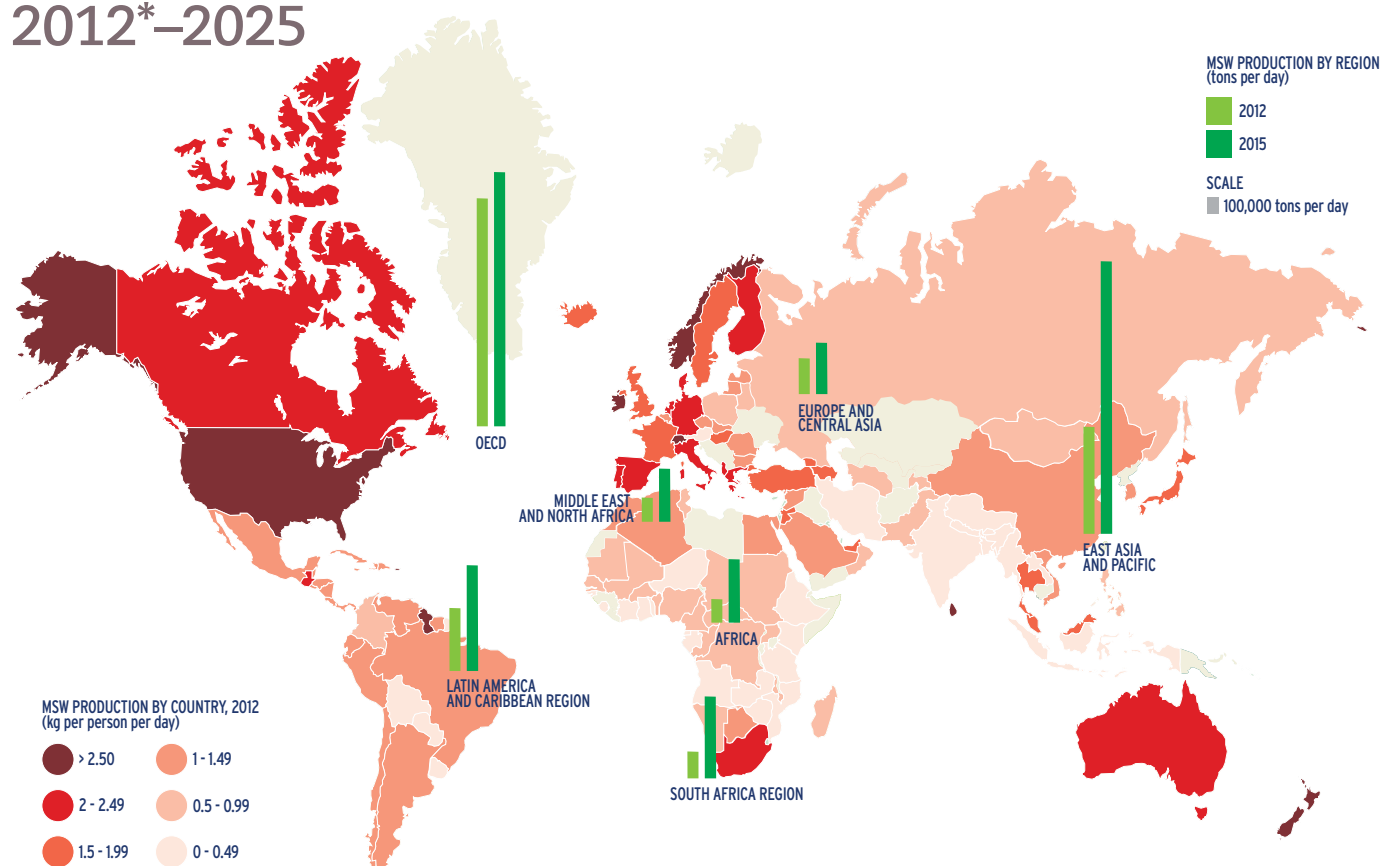 2012*–2025
MSW PRODUCTION BY REGION
(tons per day)
2012
2015
SCALE
100,000 tons per day
OECD
EUROPE AND
CENTRAL ASIA
MIDDLE EAST
AND NORTH AFRICA
EAST ASIA
AND PACIFIC
AFRICA
LATIN AMERICA
AND CARIBBEAN REGION
SOUTH AFRICA REGION
MSW PRODUCTION BY COUNTRY, 2012
(kg per person per day)
> 2.50
1 - 1.49
2 - 2.49
0.5 - 0.99
1.5 - 1.99
0 - 0.49